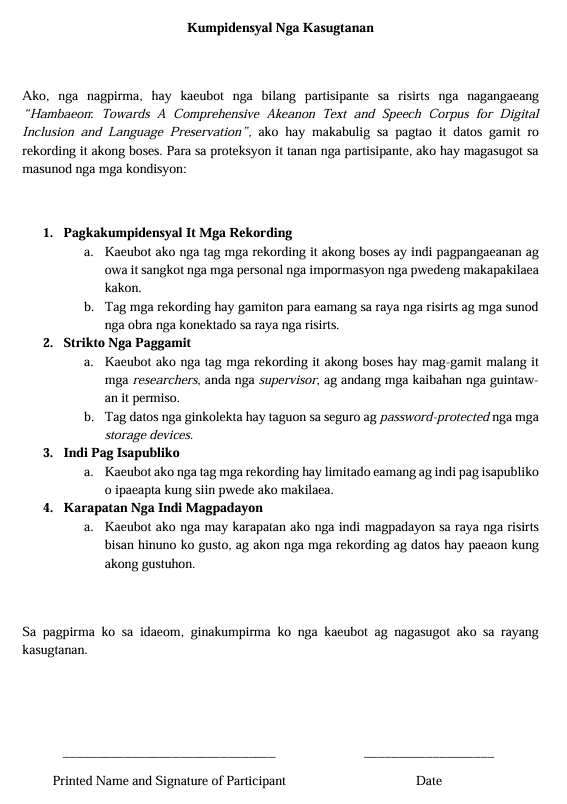 Kumpidensyal Nga Kasugtanan
Ako, nga nagpirma, hay kaeubot nga bilang partisipante sa risirts nga nagangaeang
“Hambaeon: Towards A Comprehensive Akeanon Text and Speech Corpus for Digital
Inclusion and Language Preservation”, ako hay makabulig sa pagtao it datos gamit ro
rekording it akong boses. Para sa proteksyon it tanan nga partisipante, ako hay magasugot sa
masunod nga mga kondisyon:
1. Pagkakumpidensyal It Mga Rekording
a. Kaeubot ako nga tag mga rekording it akong boses ay indi pagpangaeanan ag
owa it sangkot nga mga personal nga impormasyon nga pwedeng makapakilaea
kakon.
b. Tag mga rekording hay gamiton para eamang sa raya nga risirts ag mga sunod
nga obra nga konektado sa raya nga risirts.
2. Strikto Nga Paggamit
a. Kaeubot ako nga tag mga rekording it akong boses hay mag-gamit malang it
mga researchers, anda nga supervisor, ag andang mga kaibahan nga guintaw-
an it permiso.
b. Tag datos nga ginkolekta hay taguon sa seguro ag password-protected nga mga
storage devices.
3. Indi Pag Isapubliko
a. Kaeubot ako nga tag mga rekording hay limitado eamang ag indi pag isapubliko
o ipaeapta kung siin pwede ako makilaea.
4. Karapatan Nga Indi Magpadayon
a. Kaeubot ako nga may karapatan ako nga indi magpadayon sa raya nga risirts
bisan hinuno ko gusto, ag akon nga mga rekording ag datos hay paeaon kung
akong gustuhon.
Sa pagpirma ko sa idaeom, ginakumpirma ko nga kaeubot ag nagasugot ako sa rayang
kasugtanan.
Printed Name and Signature of Participant
Date